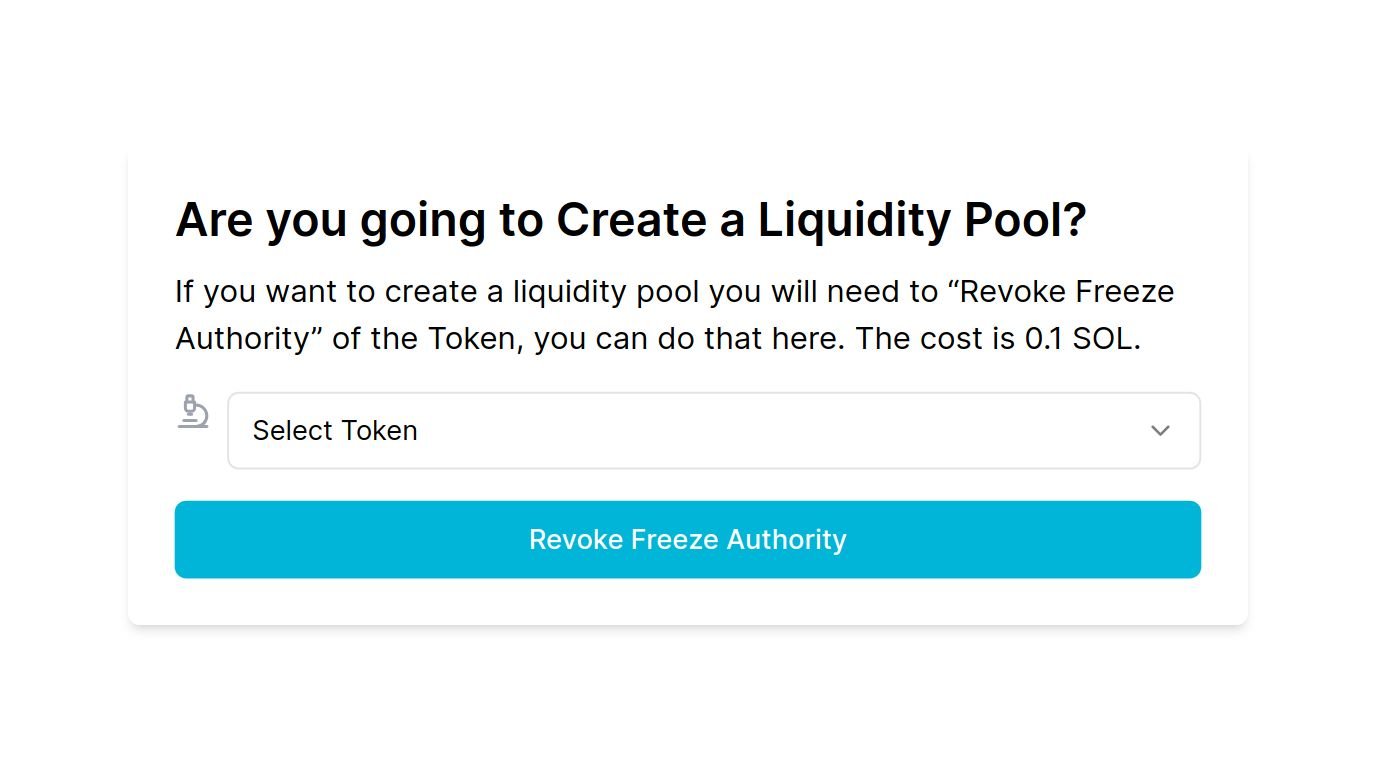 Are you going to Create a Liquidity Pool?
If you want to create a liquidity pool you will need to “Revoke Freeze
Authority” of the Token, you can do that here. The cost is 0.1 SOL.
Select Token
Revoke Freeze Authority